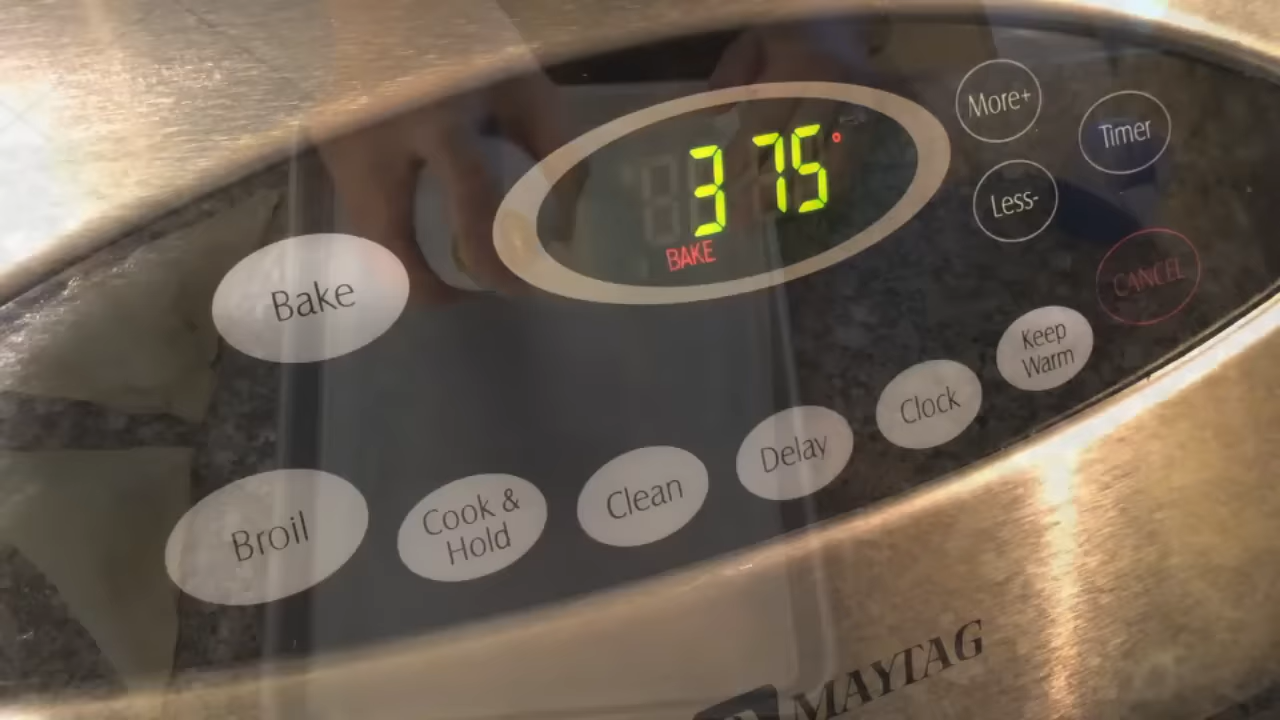 More+
Timer
375°
Less-
BAKE
CANCEL
Bake
Keep
Warm
Clock
Delay
Clean
Cook &
Hold
Broil
MAYTAG